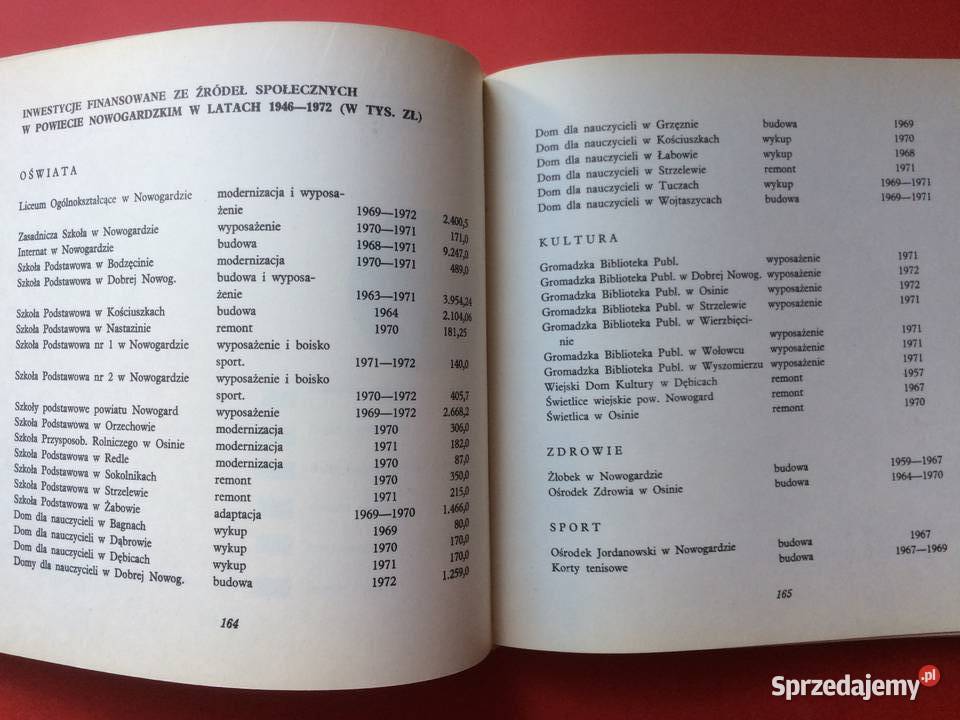 INWESTYCJE FINANSOWANE ZE ŹRÓDEŁ SPOŁECZNYCH
W POWIECIE NOWOGARDZKIM W LATACH 1946—1972 (W TYS. ZŁ)
OŚWIATA
Liceum Ogólnokształcące w Nowogardzie modernizacja i wyposa-
żenie 1969—1972 2.400,5
Zasadnicza Szkoła w Nowogardzie wyposażenie 1970—1971 171,0
Internat w Nowogardzie budowa 1968—1971 9.247,0
Szkoła Podstawowa w Bodzęcinie modernizacja 1970—1971 489,0
Szkoła Podstawowa w Dobrej Nowog. budowa i wyposa-
żenie 1963—1971 3.954,24
Szkoła Podstawowa w Kościuszkach budowa 1964 2.104,06
Szkoła Podstawowa w Nastazinie remont 1970 181,25
Szkoła Podstawowa nr 1 w Nowogardzie wyposażenie i boisko
sport. 1971—1972 140,0
Szkoła Podstawowa nr 2 w Nowogardzie wyposażenie i boisko
sport. 1970—1972 405,7
Szkoły podstawowe powiatu Nowogard wyposażenie 1969—1972 2.668,2
Szkoła Podstawowa w Orzechowie modernizacja 1970 306,0
Szkoła Przysposob. Rolniczego w Osinie modernizacja 1971 182,0
Szkoła Podstawowa w Redle modernizacja 1970 87,0
Szkoła Podstawowa w Sokolnikach remont 1970 350,0
Szkoła Podstawowa w Strzelewie remont 1971 215,0
Szkoła Podstawowa w Żabowie adaptacja 1969—1970 1.466,0
Dom dla nauczycieli w Bagnach wykup 1969 80,0
Dom dla nauczycieli w Dąbrowie wykup 1970 170,0
Dom dla nauczycieli w Dębicach wykup 1971 170,0
Domy dla nauczycieli w Dobrej Nowog. budowa 1972 1.259,0
164
Dom dla nauczycieli w Grzęznie budowa 1969
Dom dla nauczycieli w Kościuszkach wykup 1970
Dom dla nauczycieli w Łabowie wykup 1968
Dom dla nauczycieli w Strzelewie remont 1971
Dom dla nauczycieli w Tuczach wykup 1969—1971
Dom dla nauczycieli w Wojtaszycach budowa 1969—1971
KULTURA
Gromadzka Biblioteka Publ. wyposażenie 1971
Gromadzka Biblioteka Publ. w Dobrej Nowog. wyposażenie 1972
Gromadzka Biblioteka Publ. w Osinie wyposażenie 1972
Gromadzka Biblioteka Publ. w Strzelewie wyposażenie 1971
Gromadzka Biblioteka Publ. w Wierzbięci-
nie wyposażenie 1971
Gromadzka Biblioteka Publ. w Wołowcu wyposażenie 1971
Gromadzka Biblioteka Publ. w Wyszomierzu wyposażenie 1971
Wiejski Dom Kultury w Dębicach remont 1957
Świetlice wiejskie pow. Nowogard remont 1967
Świetlica w Osinie remont 1970
ZDROWIE
Żłobek w Nowogardzie budowa 1959—1967
Ośrodek Zdrowia w Osinie budowa 1964—1970
SPORT
Ośrodek Jordanowski w Nowogardzie budowa 1967
Korty tenisowe budowa 1967—1969
165
Sprzedajemy.pl